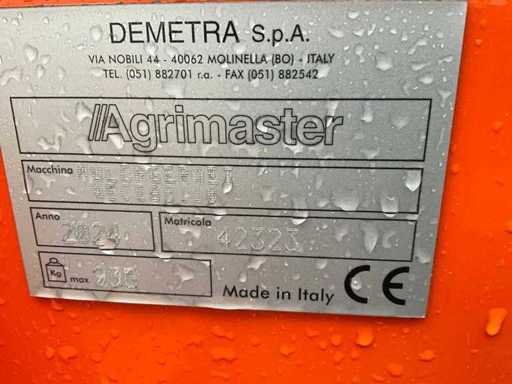 DEMETRA S.p.A.
VIA NOBILI 44 - 40062 MOLINELLA (BO) - ITALY
TEL. (051) 882701 r.a. - FAX (051) 882542
Agrimaster
Macchina
Anno 2024 Matricola 42323
Kg max.
Made in Italy CE